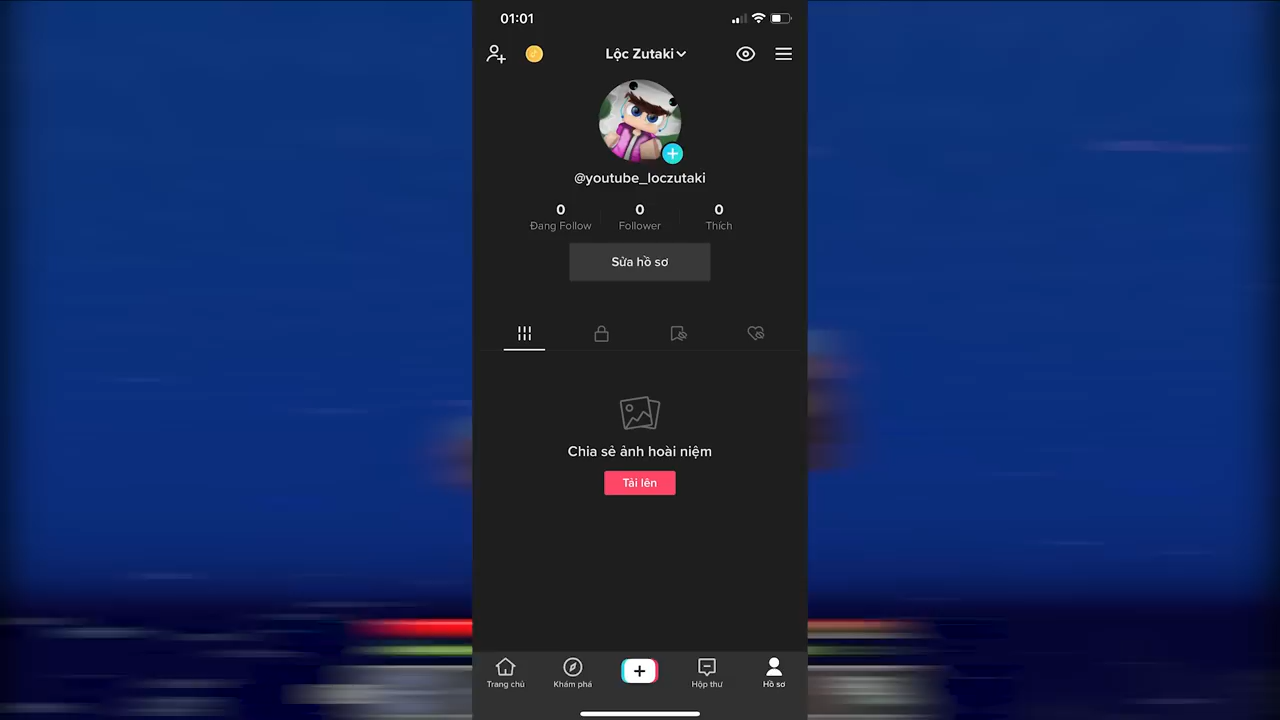 01:01
Lộc Zutaki
@youtube_loczutaki
0 0 0
Đang Follow Follower Thích
Sửa hồ sơ
Chia sẻ ảnh hoài niệm
Tải lên
Trang chủ Khám phá Hộp thư Hồ sơ